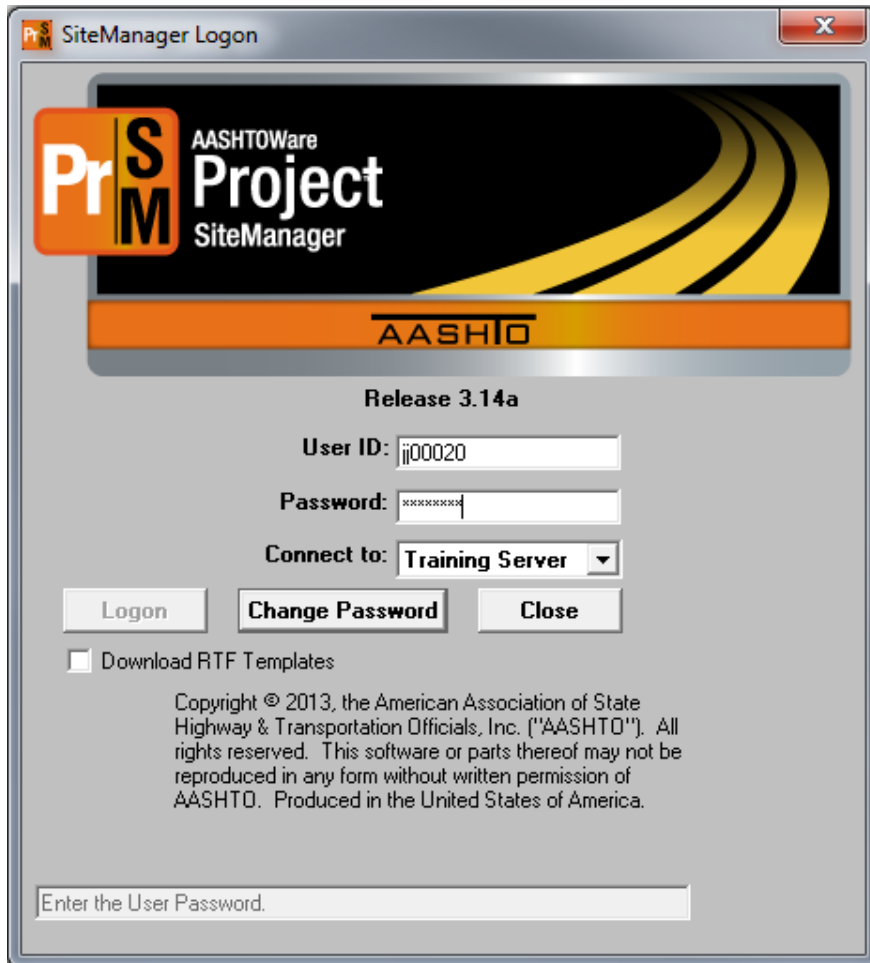 PrSM SiteManager Logon
Pr SM
AASHTOWare
Project
SiteManager
AASHTO
Release 3.14a
User ID: jj00020
Password: ********
Connect to: Training Server
Logon Change Password Close
Download RTF Templates
Copyright © 2013, the American Association of State
Highway & Transportation Officials, Inc. ("AASHTO"). All
rights reserved. This software or parts thereof may not be
reproduced in any form without written permission of
AASHTO. Produced in the United States of America.
Enter the User Password.